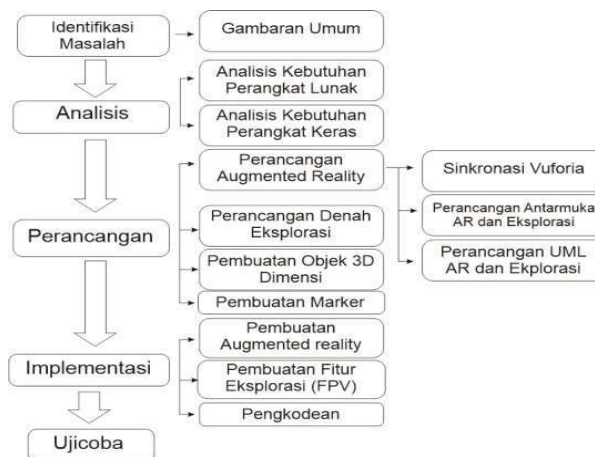 Identifikasi
Masalah
Gambaran Umum
Analisis
Analisis Kebutuhan
Perangkat Lunak
Analisis Kebutuhan
Perangkat Keras
Perancangan
Perancangan
Augmented Reality
Sinkronasi Vuforia
Perancangan Antarmuka
AR dan Eksplorasi
Perancangan UML
AR dan Ekplorasi
Perancangan Denah
Eksplorasi
Pembuatan Objek 3D
Dimensi
Pembuatan Marker
Implementasi
Pembuatan
Augmented reality
Pembuatan Fitur
Eksplorasi (FPV)
Pengkodean
Ujicoba